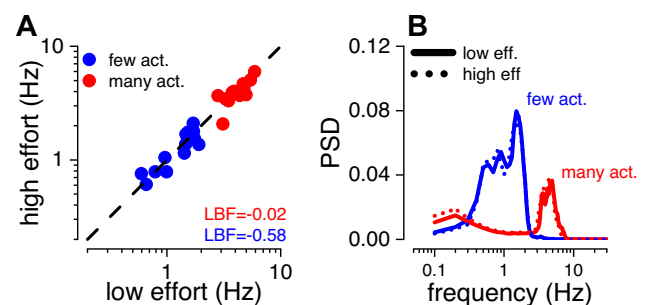 A
10
few act.
many act.
high effort (Hz)
1
LBF=-0.02
LBF=-0.58
1
10
low effort (Hz)
B
0.12
low eff.
high eff
few act.
0.08
PSD
many act.
0.04
0.00
0.1
1
10
frequency (Hz)